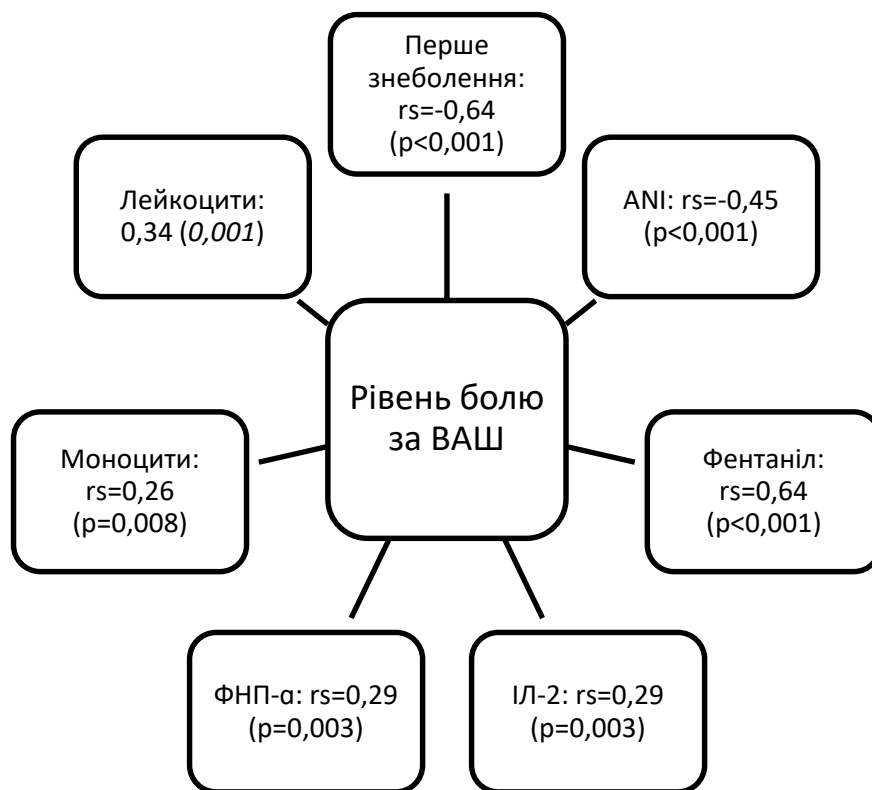 Перше
знеболення:
rs=-0,64
(p<0,001)
Лейкоцити:
0,34 (0,001)
ANI: rs=-0,45
(p<0,001)
Рівень болю
за ВАШ
Моноцити:
rs=0,26
(p=0,008)
Фентаніл:
rs=0,64
(p<0,001)
ФНП-α: rs=0,29
(p=0,003)
ІЛ-2: rs=0,29
(p=0,003)